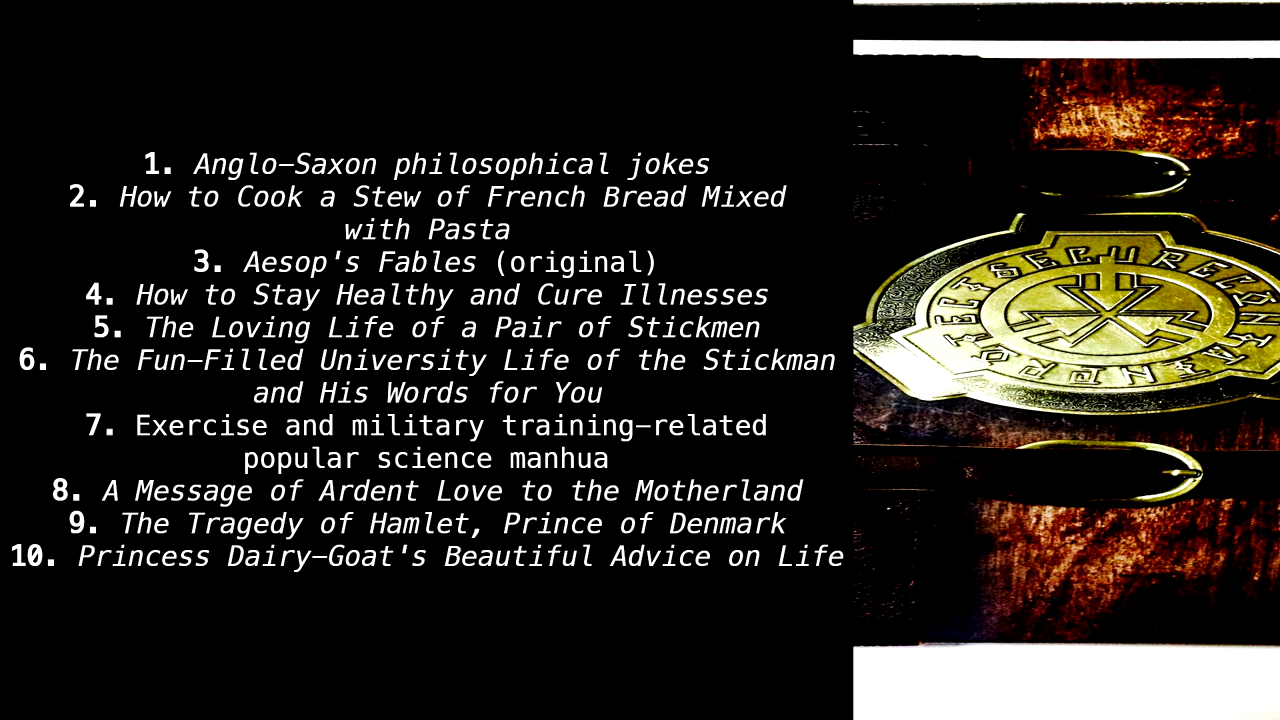 1. Anglo-Saxon philosophical jokes
2. How to Cook a Stew of French Bread Mixed
with Pasta
3. Aesop's Fables (original)
4. How to Stay Healthy and Cure Illnesses
5. The Loving Life of a Pair of Stickmen
6. The Fun-Filled University Life of the Stickman
and His Words for You
7. Exercise and military training-related
popular science manhua
8. A Message of Ardent Love to the Motherland
9. The Tragedy of Hamlet, Prince of Denmark
10. Princess Dairy-Goat's Beautiful Advice on Life
SECURE